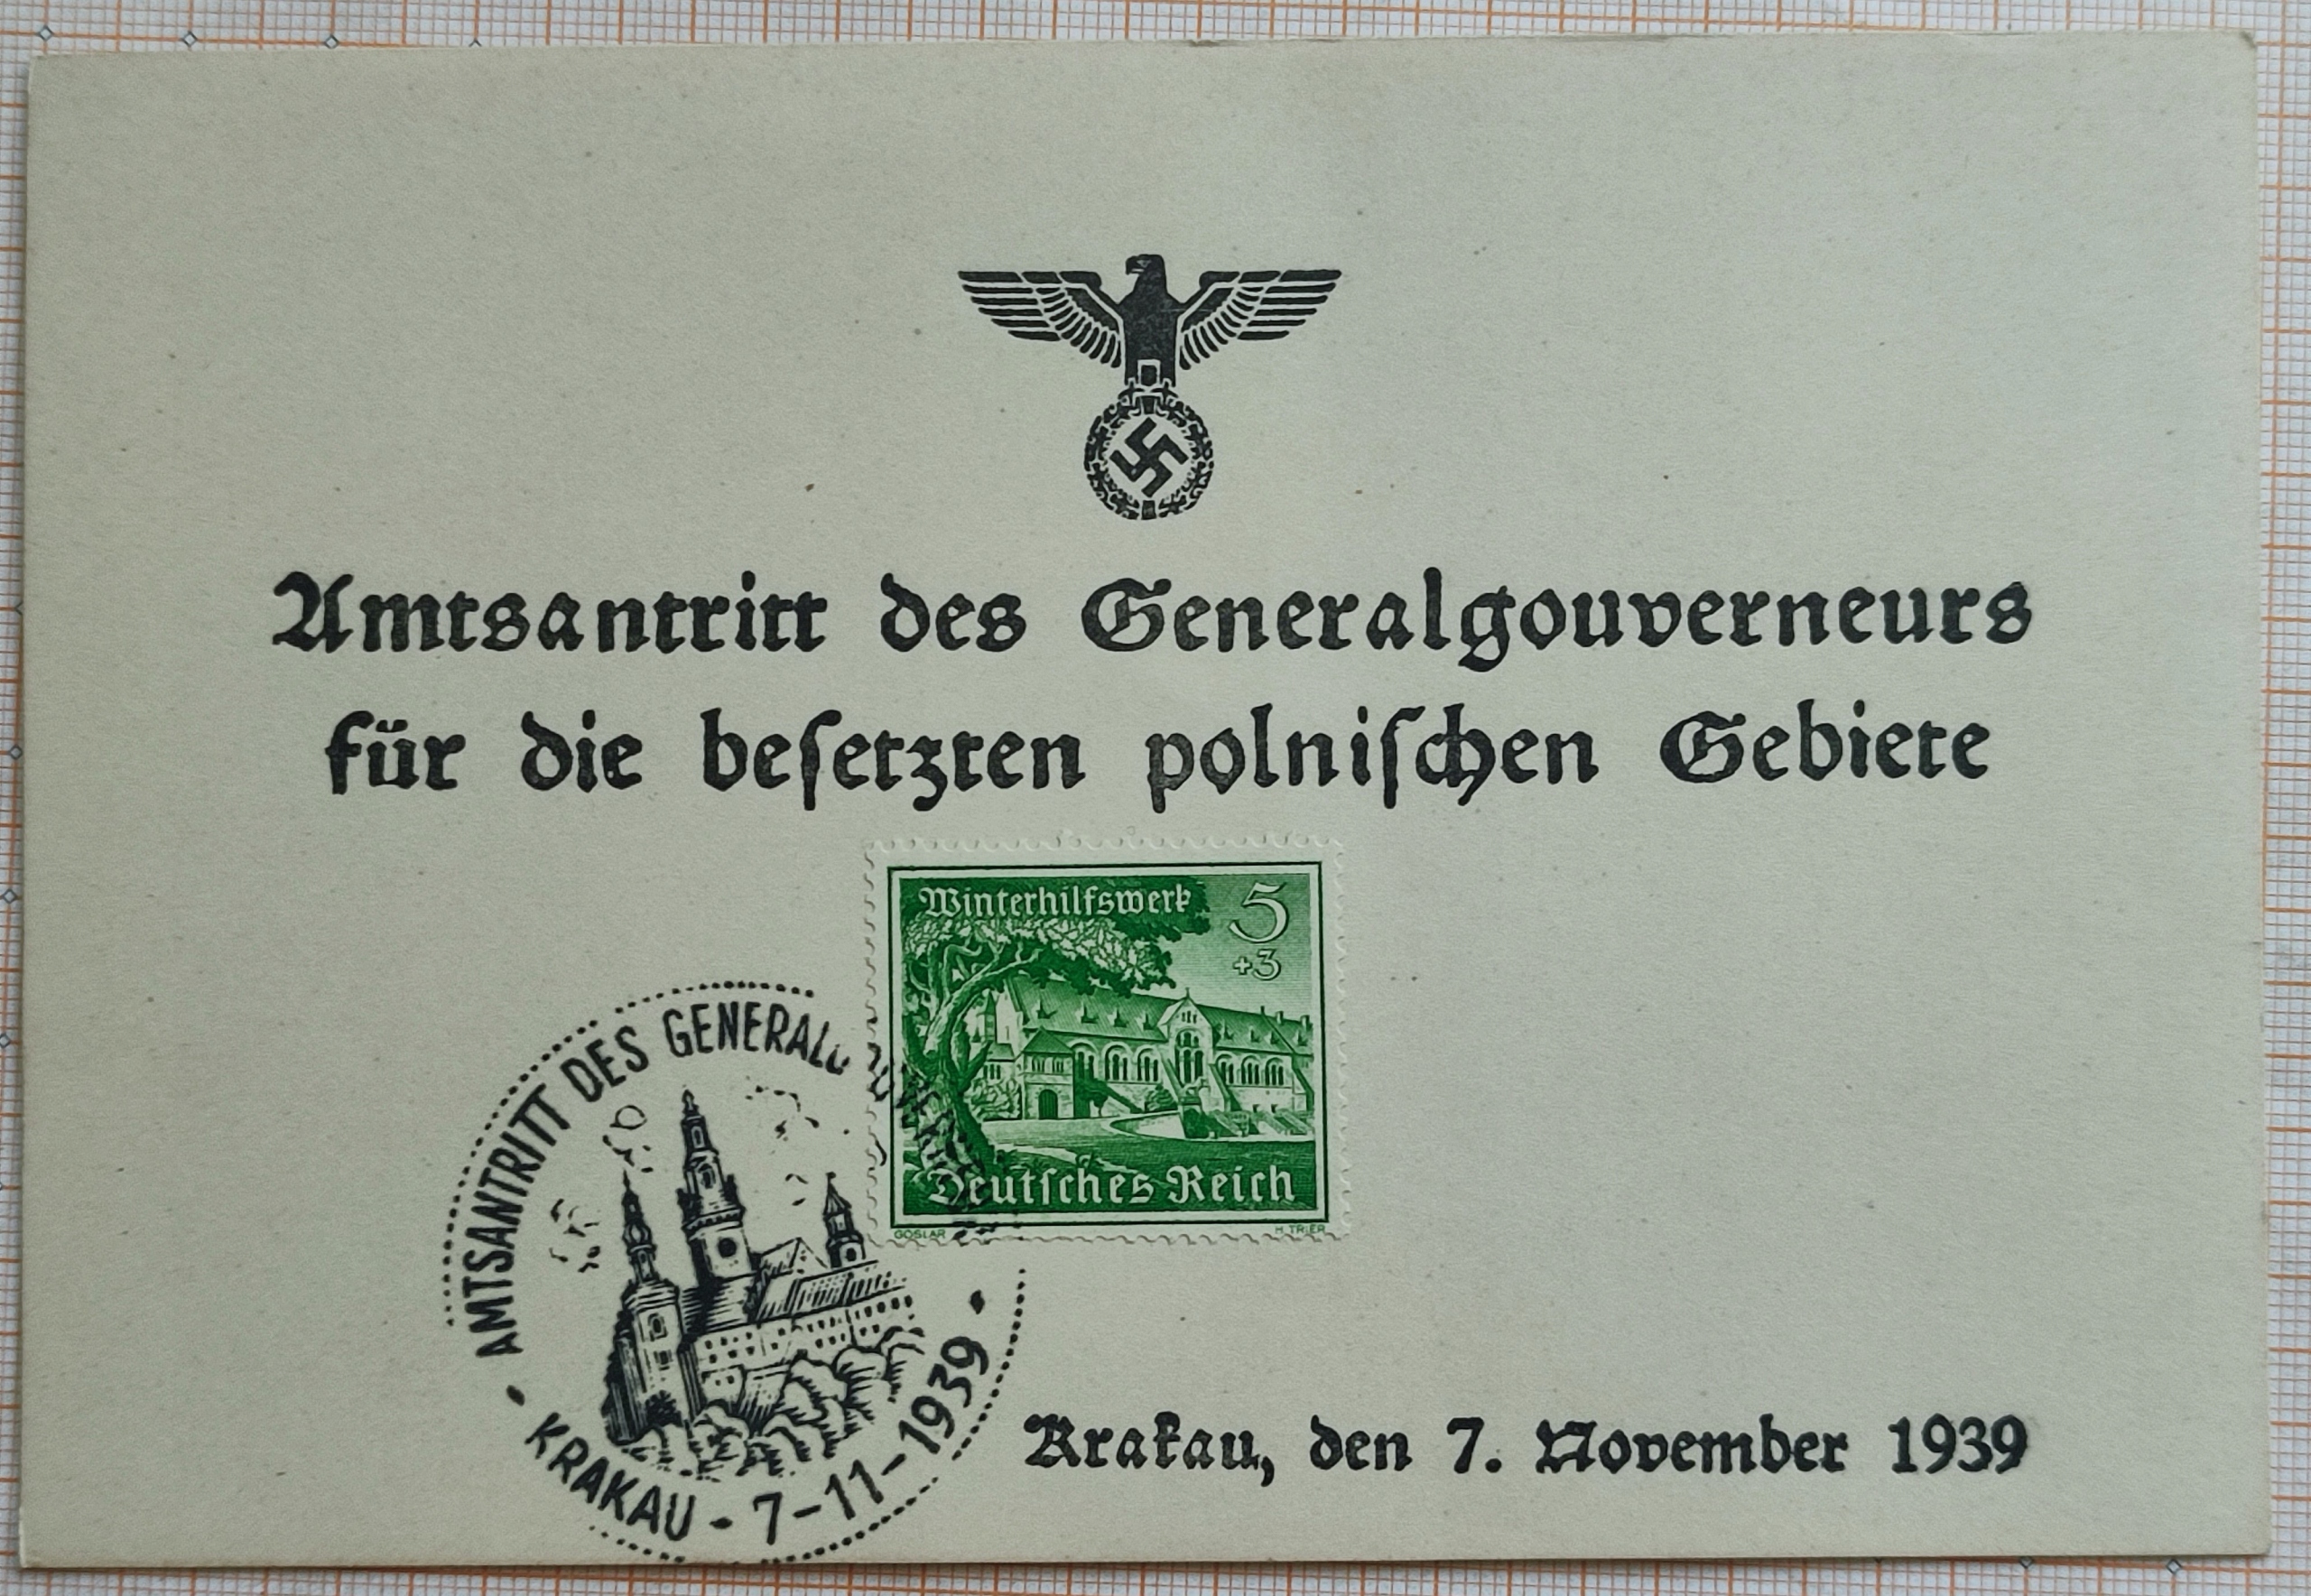 Amtsantritt des Generalgouverneurs
für die besetzten polnischen Gebiete
Winterhilfswerk 5
+3
Deutsches Reich
GOSLAR H. TRIER
AMTSANTRITT DES GENERALGOUVERNEURS
KRAKAU - 7-11-1939
Krakau, den 7. November 1939